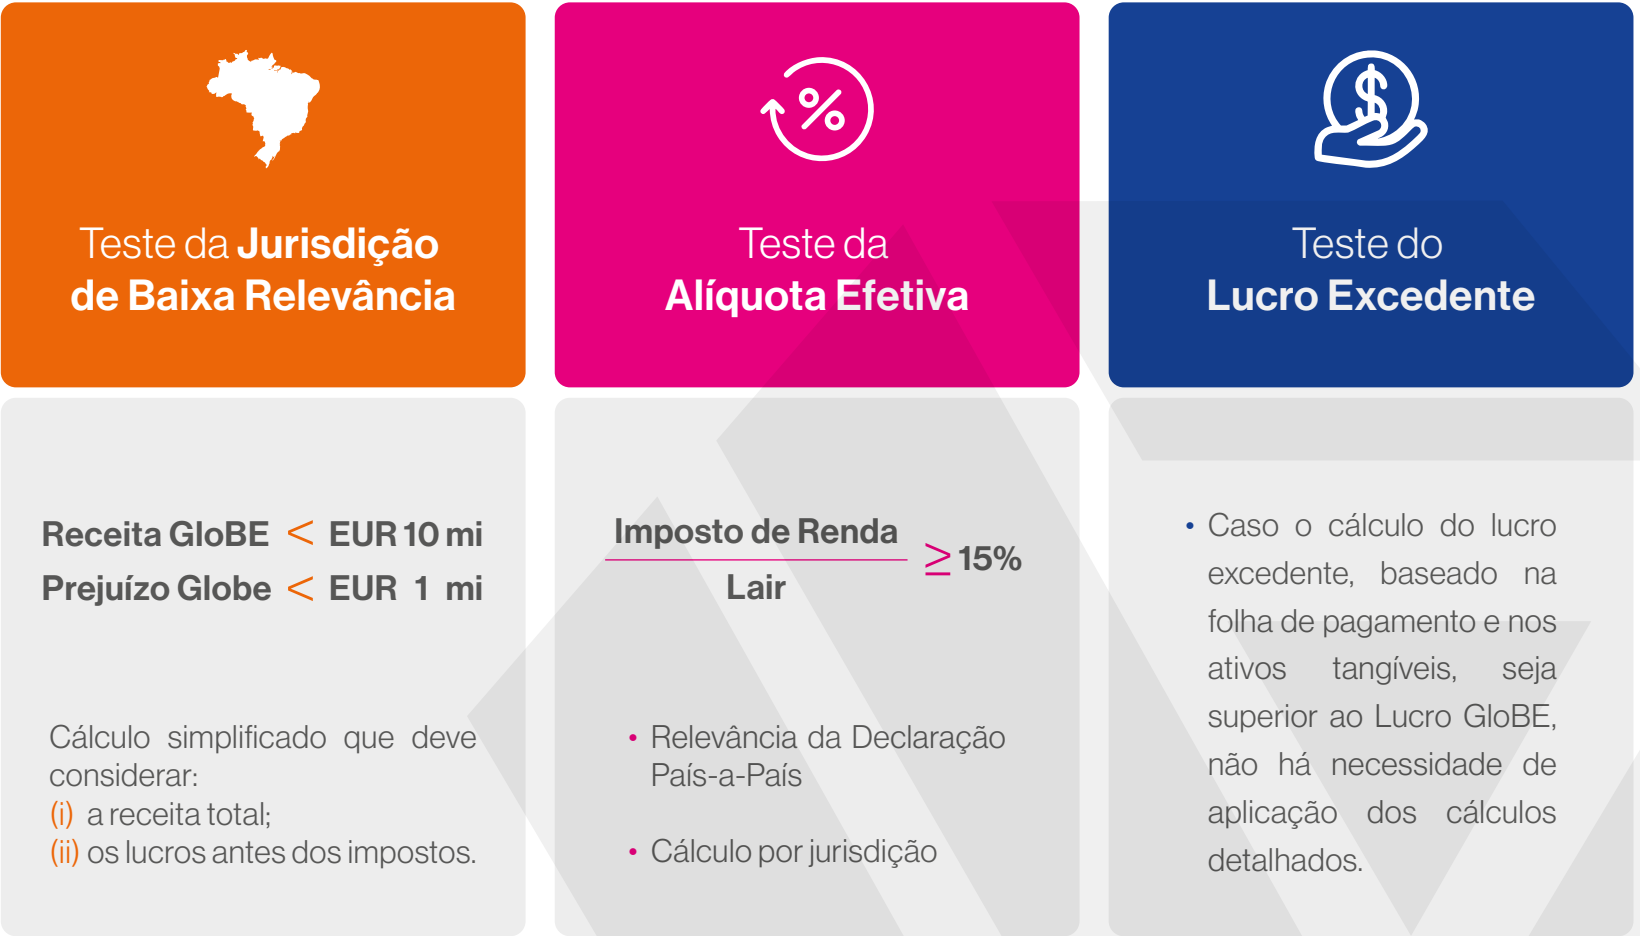 Teste da Jurisdição
de Baixa Relevância
Receita GloBE < EUR 10 mi
Prejuízo Globe < EUR 1 mi
Cálculo simplificado que deve
considerar:
(i) a receita total;
(ii) os lucros antes dos impostos.
%
Teste da
Alíquota Efetiva
Imposto de Renda
Lair
≥ 15%
• Relevância da Declaração
País-a-País
• Cálculo por jurisdição
$
Teste do
Lucro Excedente
• Caso o cálculo do lucro
excedente, baseado na
folha de pagamento e nos
ativos tangíveis, seja
superior ao Lucro GloBE,
não há necessidade de
aplicação dos cálculos
detalhados.